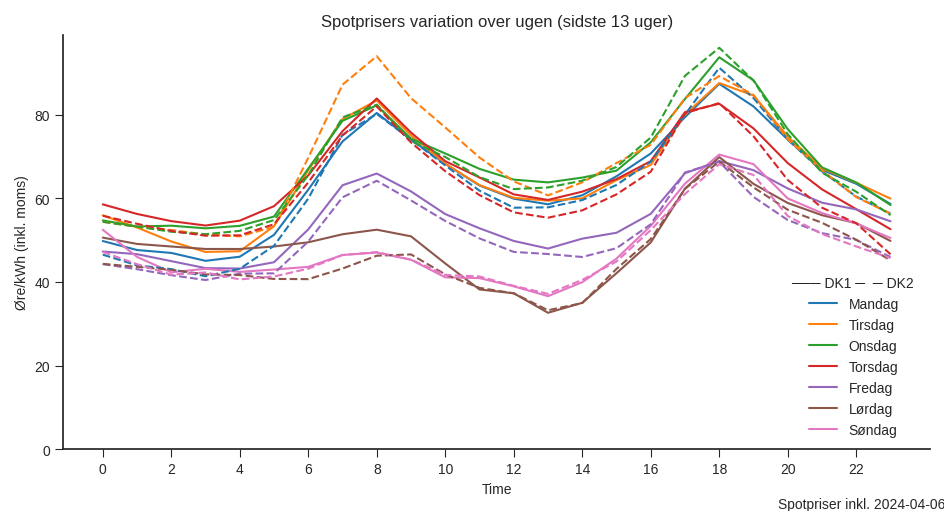 Spotprisers variation over ugen (sidste 13 uger)
Øre/kWh (inkl. moms)
80
60
40
20
0
DK1 DK2
Mandag
Tirsdag
Onsdag
Torsdag
Fredag
Lørdag
Søndag
0 2 4 6 8 10 12 14 16 18 20 22
Time
Spotpriser inkl. 2024-04-06